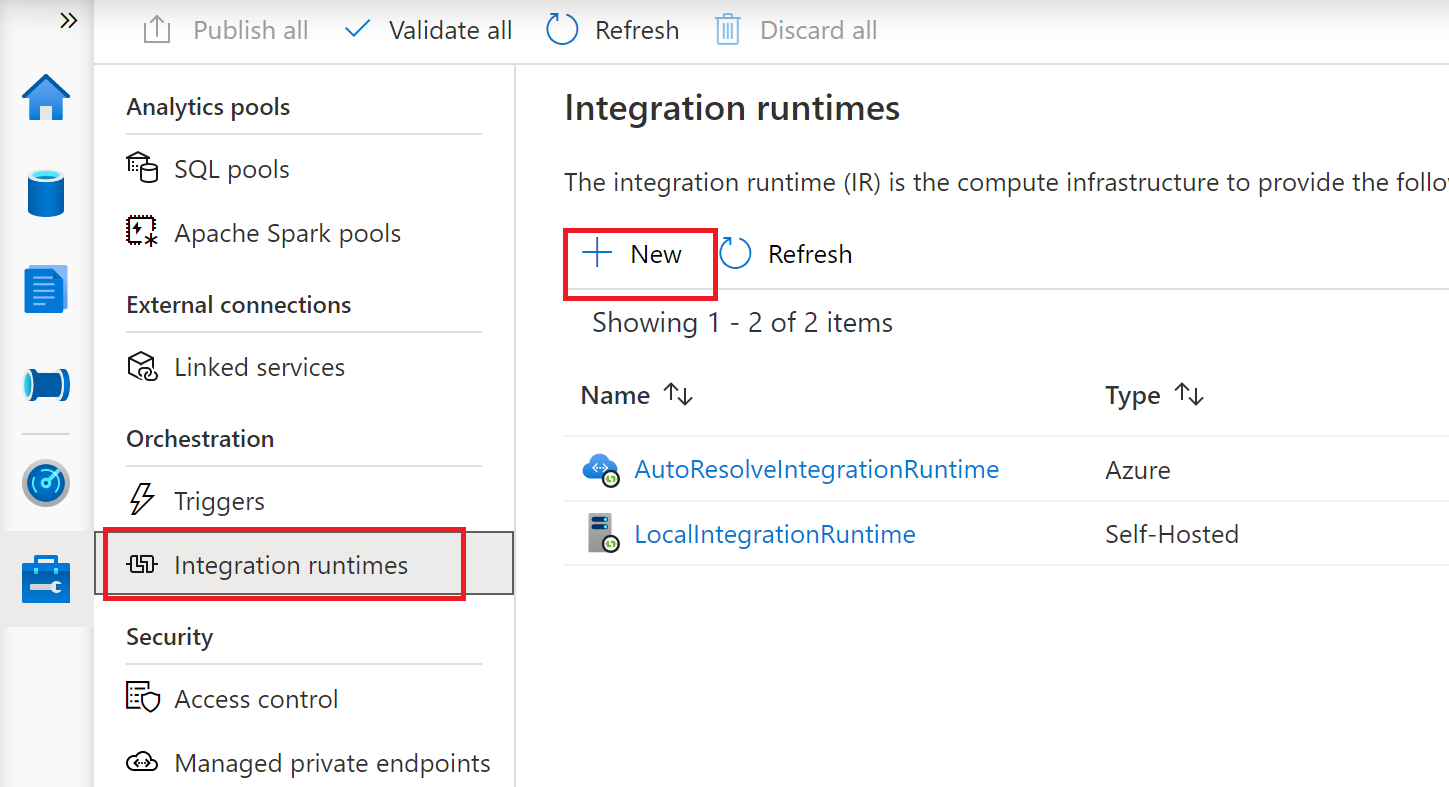 Publish all Validate all Refresh Discard all
Analytics pools
SQL pools
Apache Spark pools
External connections
Linked services
Orchestration
Triggers
Integration runtimes
Security
Access control
Managed private endpoints
Integration runtimes
The integration runtime (IR) is the compute infrastructure to provide the follo
New Refresh
Showing 1 - 2 of 2 items
Name Type
AutoResolveIntegrationRuntime Azure
LocalIntegrationRuntime Self-Hosted